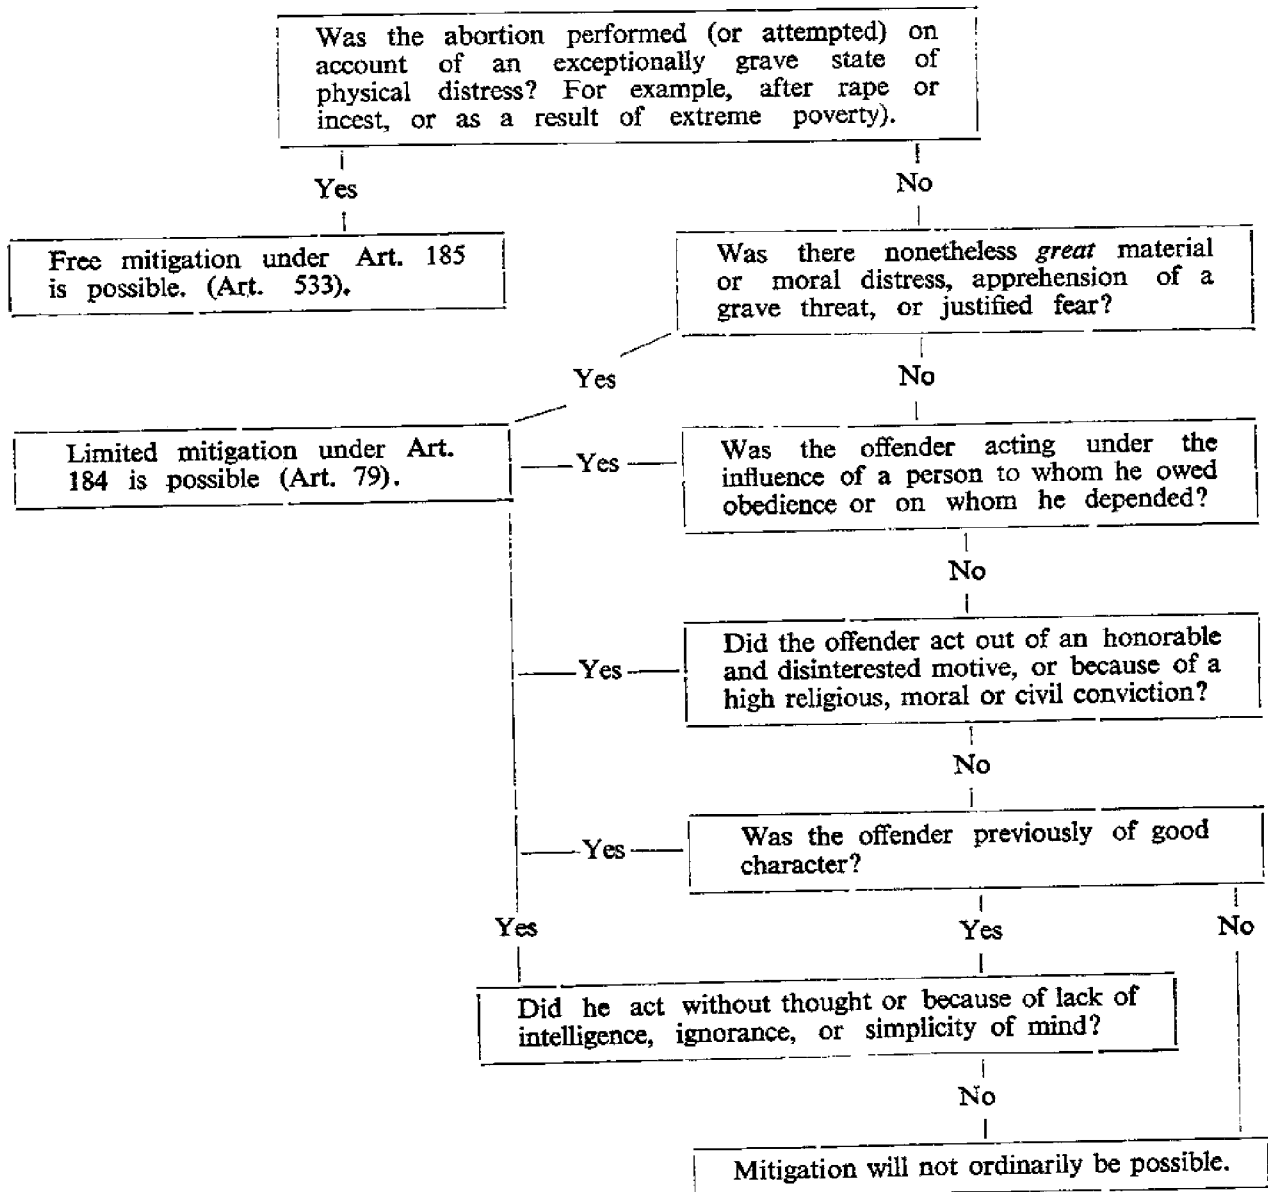 Was the abortion performed (or attempted) on
account of an exceptionally grave state of
physical distress? For example, after rape or
incest, or as a result of extreme poverty).
Yes
No
Free mitigation under Art. 185
is possible. (Art. 533).
Was there nonetheless great material
or moral distress, apprehension of a
grave threat, or justified fear?
Yes
No
Limited mitigation under Art.
184 is possible (Art. 79).
Yes
Was the offender acting under the
influence of a person to whom he owed
obedience or on whom he depended?
No
Yes
Did the offender act out of an honorable
and disinterested motive, or because of a
high religious, moral or civil conviction?
No
Yes
Was the offender previously of good
character?
Yes
Yes
No
Did he act without thought or because of lack of
intelligence, ignorance, or simplicity of mind?
No
Mitigation will not ordinarily be possible.